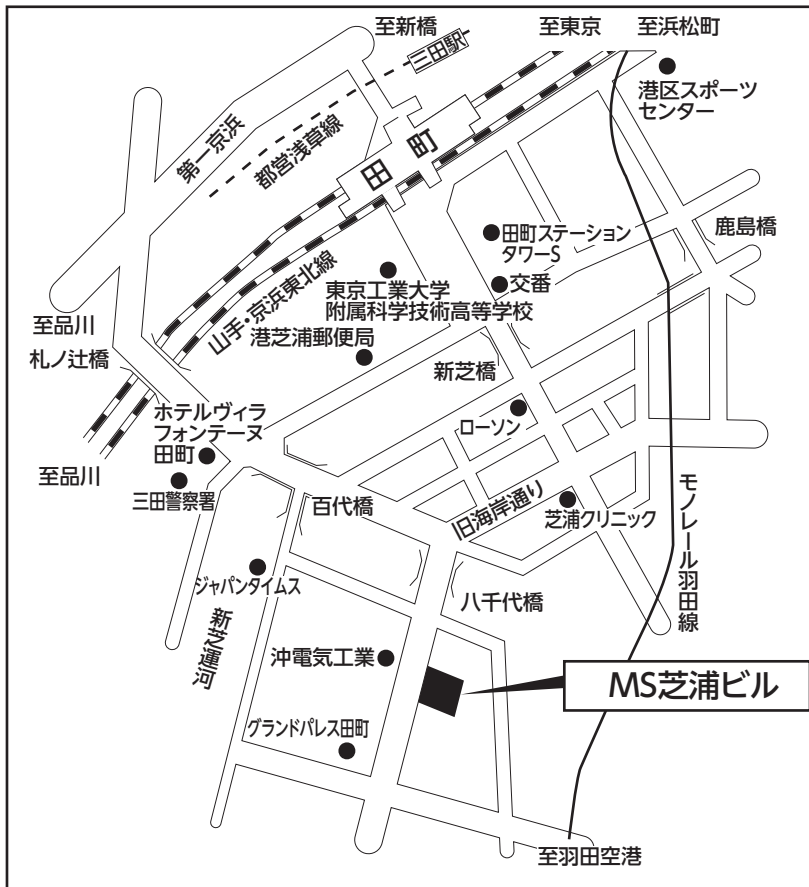 至新橋
三田駅
至東京
至浜松町
港区スポーツ
センター
第一京浜
都営浅草線
田町
鹿島橋
田町ステーション
タワーS
交番
山手・京浜東北線
東京工業大学
附属科学技術高等学校
港芝浦郵便局
至品川
札ノ辻橋
新芝橋
ローソン
ホテルヴィラ
フォンテーヌ
田町
至品川
三田警察署
百代橋
旧海岸通り
芝浦クリニック
モノレール羽田線
ジャパンタイムス
八千代橋
新芝運河
沖電気工業
MS芝浦ビル
グランドパレス田町
至羽田空港